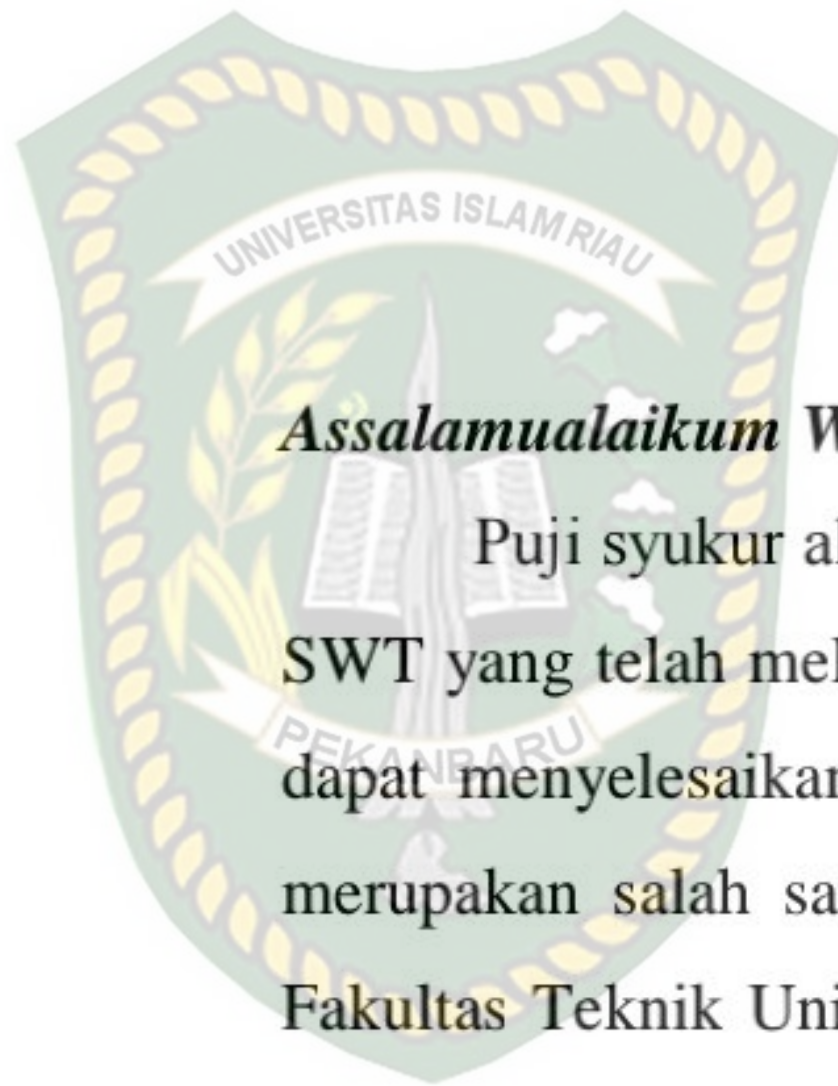 UNIVERSITAS ISLAM RIAU
Assalamualaikum
Puji syukur
SWT yang telah
dapat menyelesaikan
merupakan salah
Fakultas Teknik
PEKANBARU